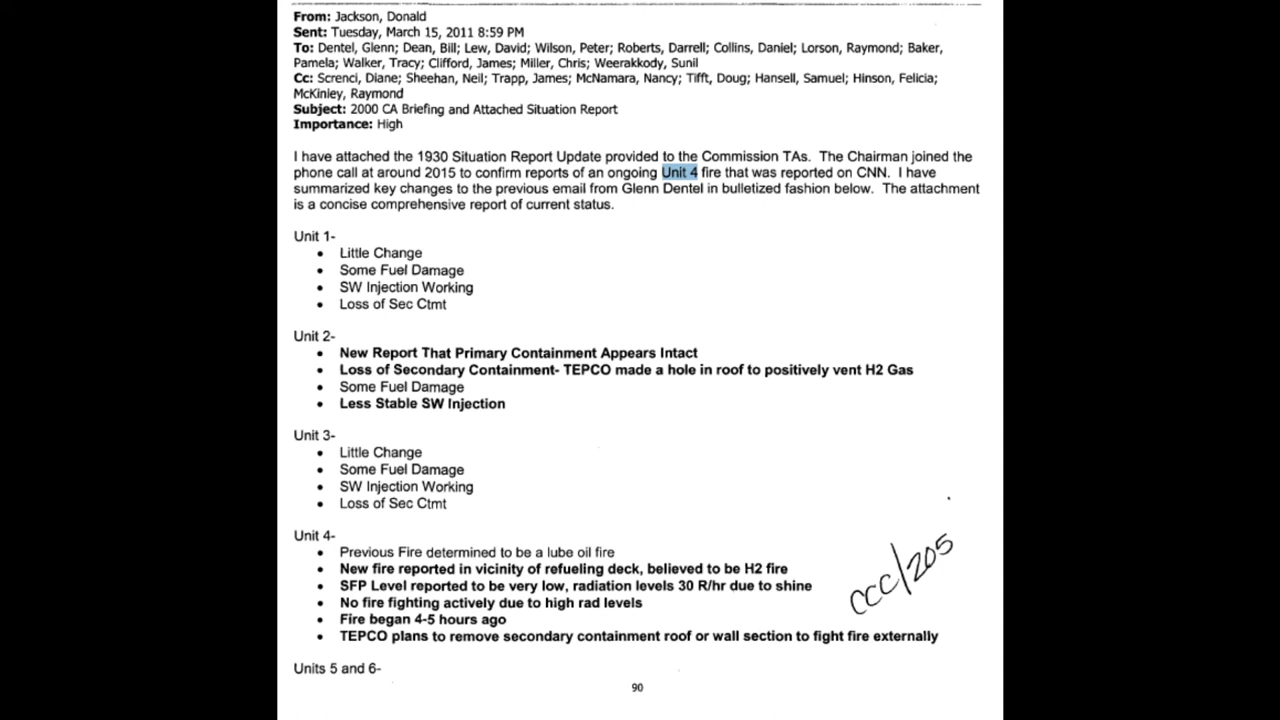 From: Jackson, Donald
Sent: Tuesday, March 15, 2011 8:59 PM
To: Dentel, Glenn; Dean, Bill; Lew, David; Wilson, Peter; Roberts, Darrell; Collins, Daniel; Lorson, Raymond; Baker,
Pamela; Walker, Tracy; Clifford, James; Miller, Chris; Weerakkody, Sunil
Cc: Screnci, Diane; Sheehan, Neil; Trapp, James; McNamara, Nancy; Tifft, Doug; Hansell, Samuel; Hinson, Felicia;
McKinley, Raymond
Subject: 2000 CA Briefing and Attached Situation Report
Importance: High
I have attached the 1930 Situation Report Update provided to the Commission TAs. The Chairman joined the
phone call at around 2015 to confirm reports of an ongoing Unit 4 fire that was reported on CNN. I have
summarized key changes to the previous email from Glenn Dentel in bulletized fashion below. The attachment
is a concise comprehensive report of current status.
Unit 1-
• Little Change
• Some Fuel Damage
• SW Injection Working
• Loss of Sec Ctmt
Unit 2-
• New Report That Primary Containment Appears Intact
• Loss of Secondary Containment- TEPCO made a hole in roof to positively vent H2 Gas
• Some Fuel Damage
• Less Stable SW Injection
Unit 3-
• Little Change
• Some Fuel Damage
• SW Injection Working
• Loss of Sec Ctmt
Unit 4-
• Previous Fire determined to be a lube oil fire
• New fire reported in vicinity of refueling deck, believed to be H2 fire
• SFP Level reported to be very low, radiation levels 30 R/hr due to shine
• No fire fighting actively due to high rad levels
• Fire began 4-5 hours ago
• TEPCO plans to remove secondary containment roof or wall section to fight fire externally
CCC/205
Units 5 and 6-
90